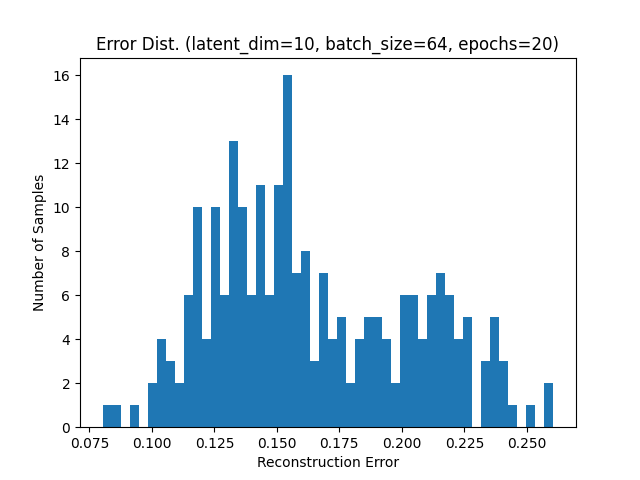 Error Dist. (latent_dim=10, batch_size=64, epochs=20)
16
14
12
10
8
6
4
2
0
Number of Samples
0.075 0.100 0.125 0.150 0.175 0.200 0.225 0.250
Reconstruction Error